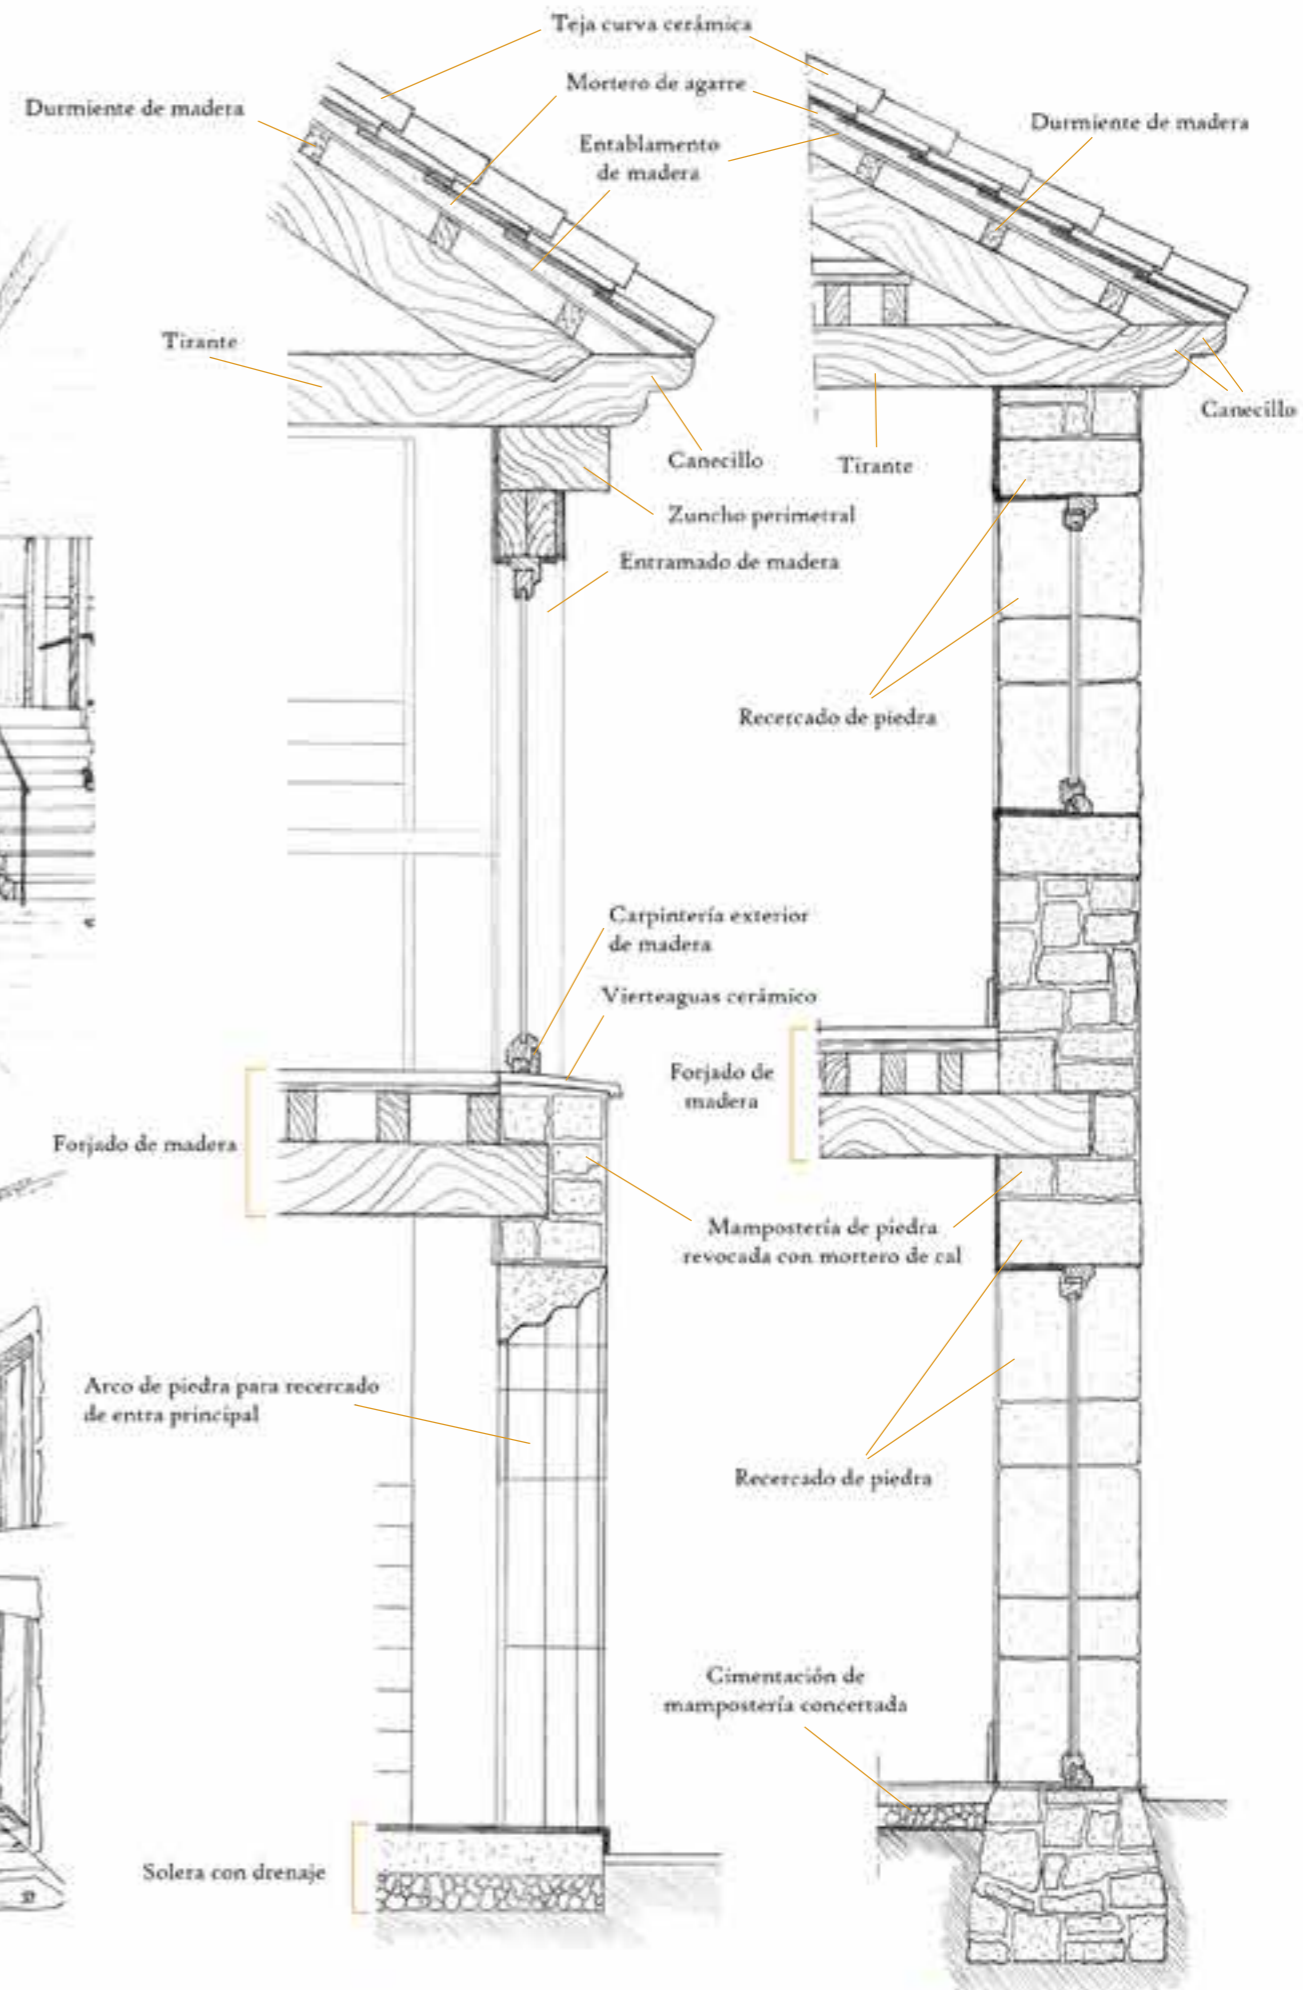 Teja curva cerámica
Mortero de agarre
Durmiente de madera
Entablamento
de madera
Durmiente de madera
Tirante
Canecillo
Canecillo
Tirante
Zuncho perimetral
Entramado de madera
Recercado de piedra
Carpintería exterior
de madera
Vierteaguas cerámico
Forjado de
madera
Forjado de madera
Mampostería de piedra
revocada con mortero de cal
Arco de piedra para recercado
de entra principal
Recercado de piedra
Cimentación de
mampostería concertada
Solera con drenaje